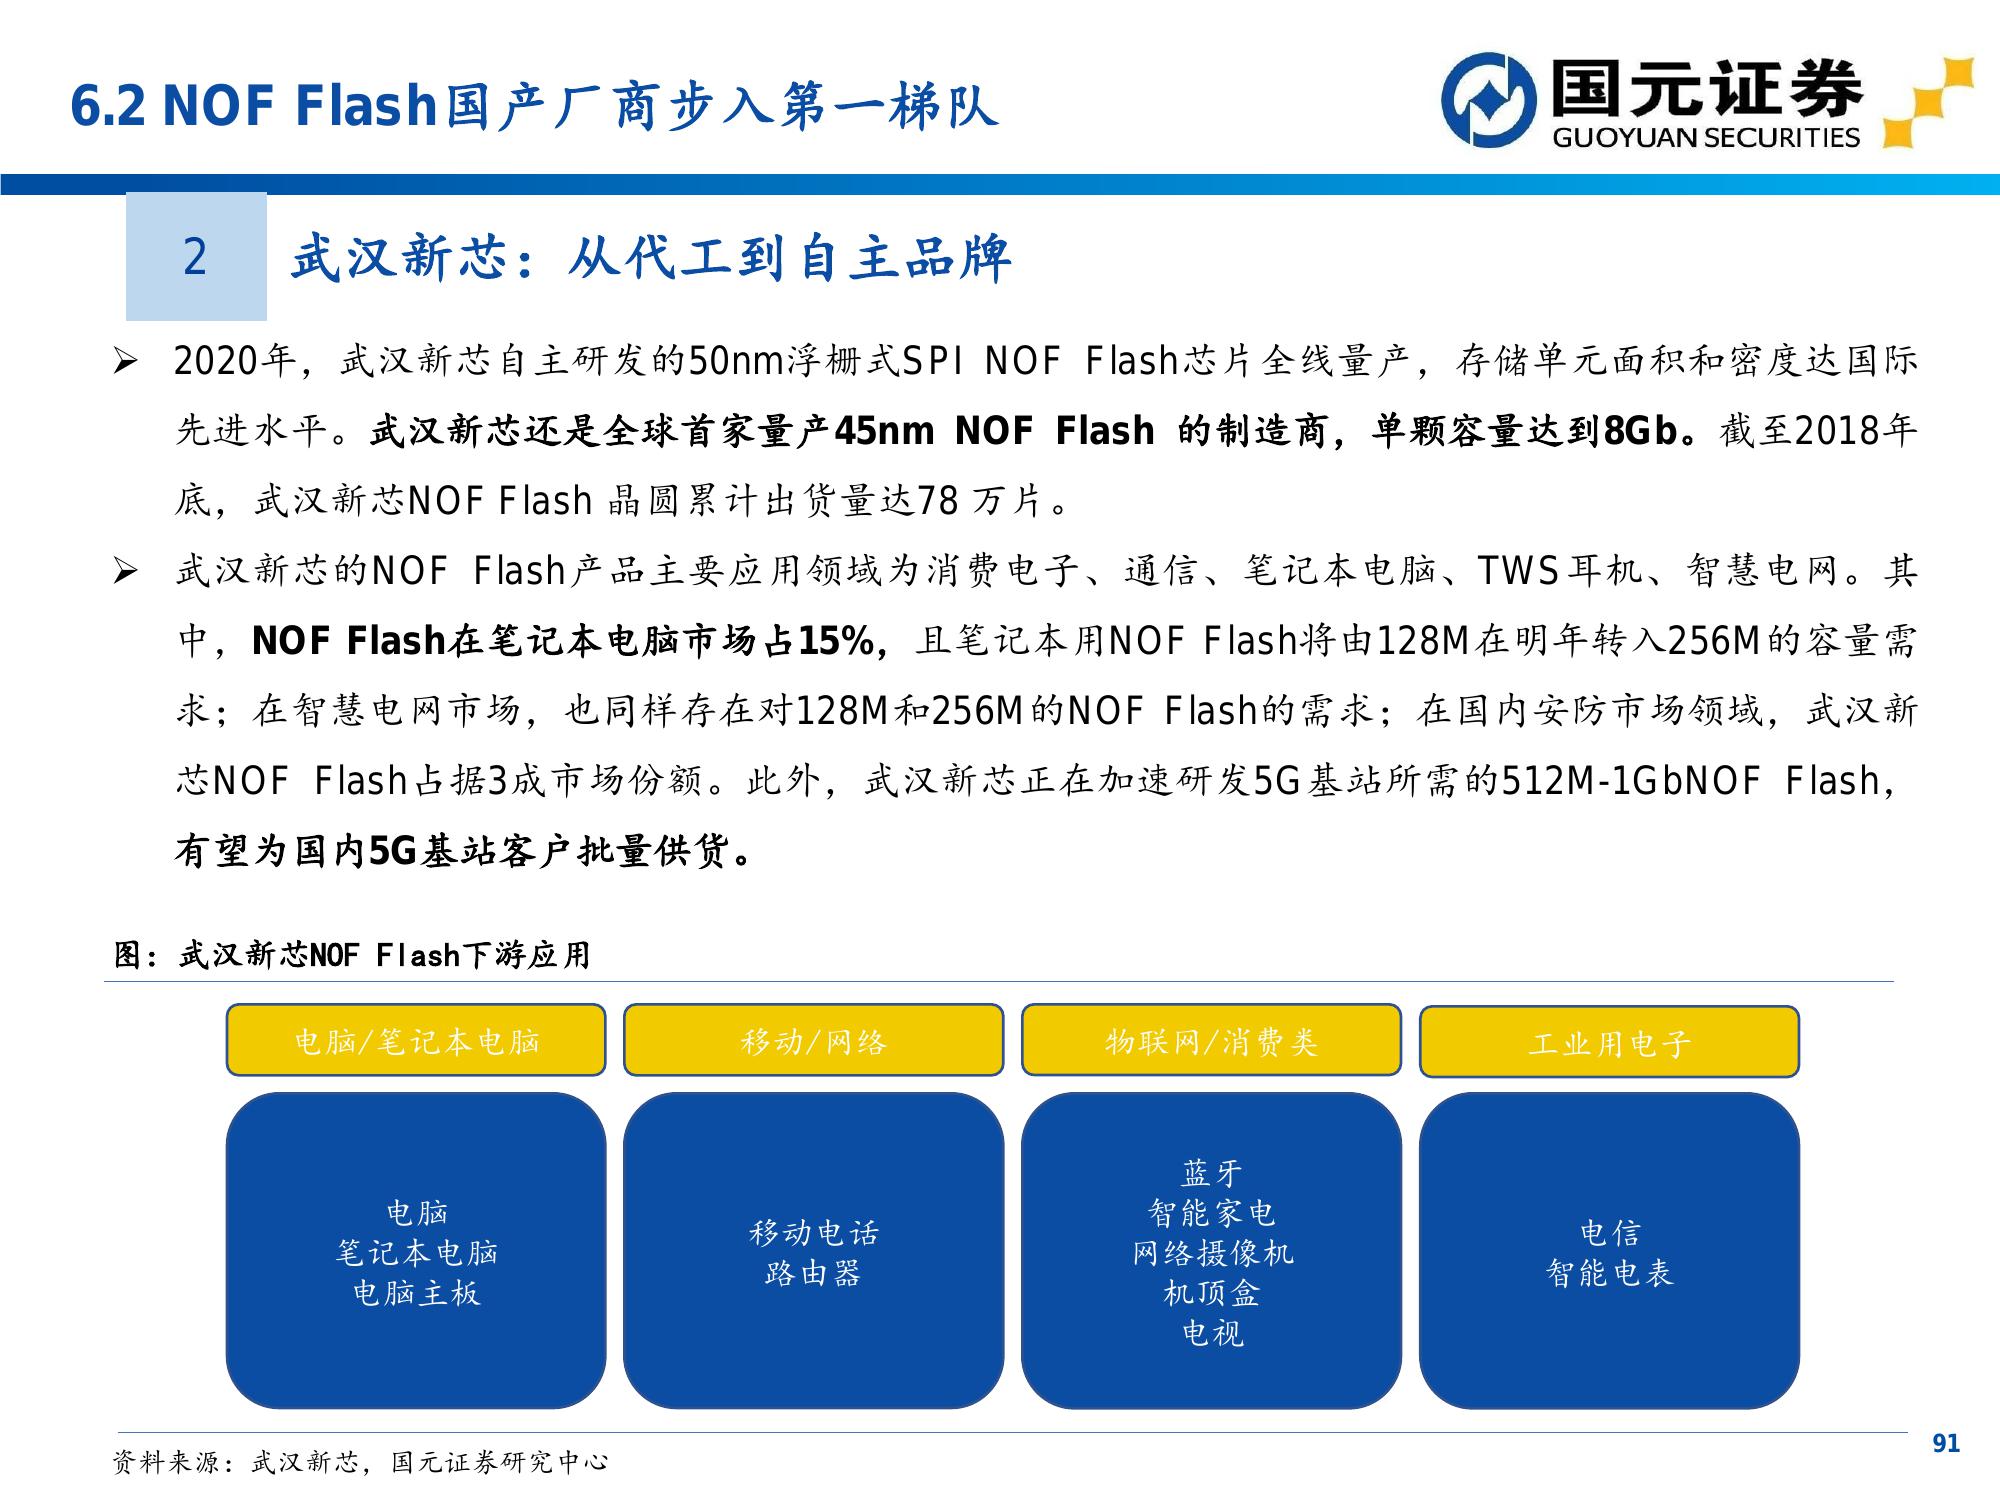 6.2 NOF Flash国产厂商步入第一梯队
国元证券
GUOYUAN SECURITIES
2
武汉新芯：从代工到自主品牌
➢ 2020年，武汉新芯自主研发的50nm浮栅式SPI NOF Flash芯片全线量产，存储单元面积和密度达国际
先进水平。武汉新芯还是全球首家量产45nm NOF Flash 的制造商，单颗容量达到8Gb。截至2018年
底，武汉新芯NOF Flash 晶圆累计出货量达78 万片。
➢ 武汉新芯的NOF Flash产品主要应用领域为消费电子、通信、笔记本电脑、TWS耳机、智慧电网。其
中，NOF Flash在笔记本电脑市场占15%，且笔记本用NOF Flash将由128M在明年转入256M的容量需
求；在智慧电网市场，也同样存在对128M和256M的NOF Flash的需求；在国内安防市场领域，武汉新
芯NOF Flash占据3成市场份额。此外，武汉新芯正在加速研发5G基站所需的512M-1GbNOF Flash，
有望为国内5G基站客户批量供货。
图：武汉新芯NOF Flash下游应用
电脑/笔记本电脑
移动/网络
物联网/消费类
工业用电子
电脑
笔记本电脑
电脑主板
移动电话
路由器
蓝牙
智能家电
网络摄像机
机顶盒
电视
电信
智能电表
资料来源：武汉新芯，国元证券研究中心
91